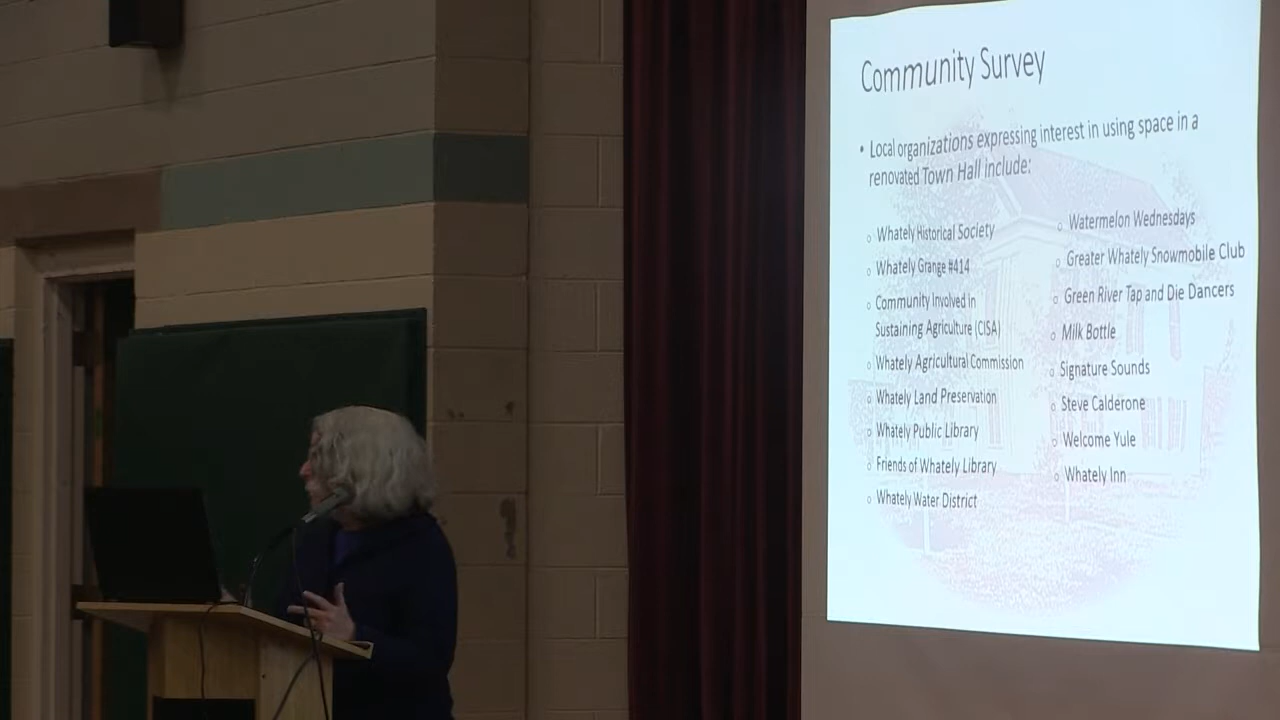 Community Survey
• Local organizations expressing interest in using space in a
renovated Town Hall include:
○ Whately Historical Society
○ Whately Grange #414
○ Community Involved in
Sustaining Agriculture (CISA)
○ Whately Agricultural Commission
○ Whately Land Preservation
○ Whately Public Library
○ Friends of Whately Library
○ Whately Water District
○ Watermelon Wednesdays
○ Greater Whately Snowmobile Club
○ Green River Tap and Die Dancers
○ Milk Bottle
○ Signature Sounds
○ Steve Calderone
○ Welcome Yule
○ Whately Inn